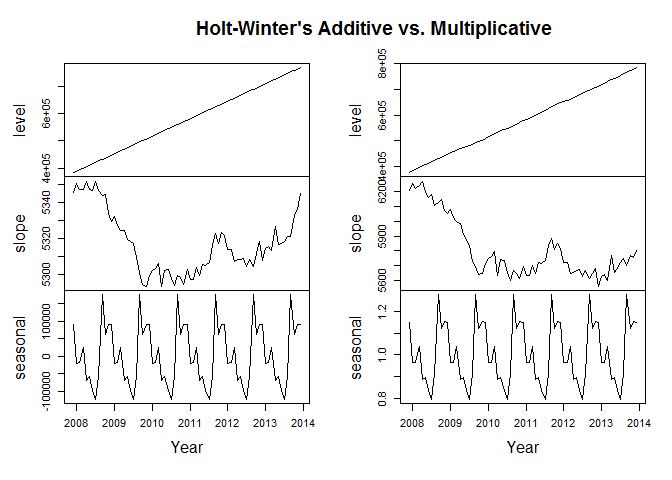 Holt-Winter's Additive vs. Multiplicative
level
4e+05
6e+05
slope
5300
5320
5340
seasonal
-100000
0
100000
2008 2009 2010 2011 2012 2013 2014
Year
level
6e+05
8e+05
slope
5600
5900
6200
seasonal
0.8
1.0
1.2
2008 2009 2010 2011 2012 2013 2014
Year